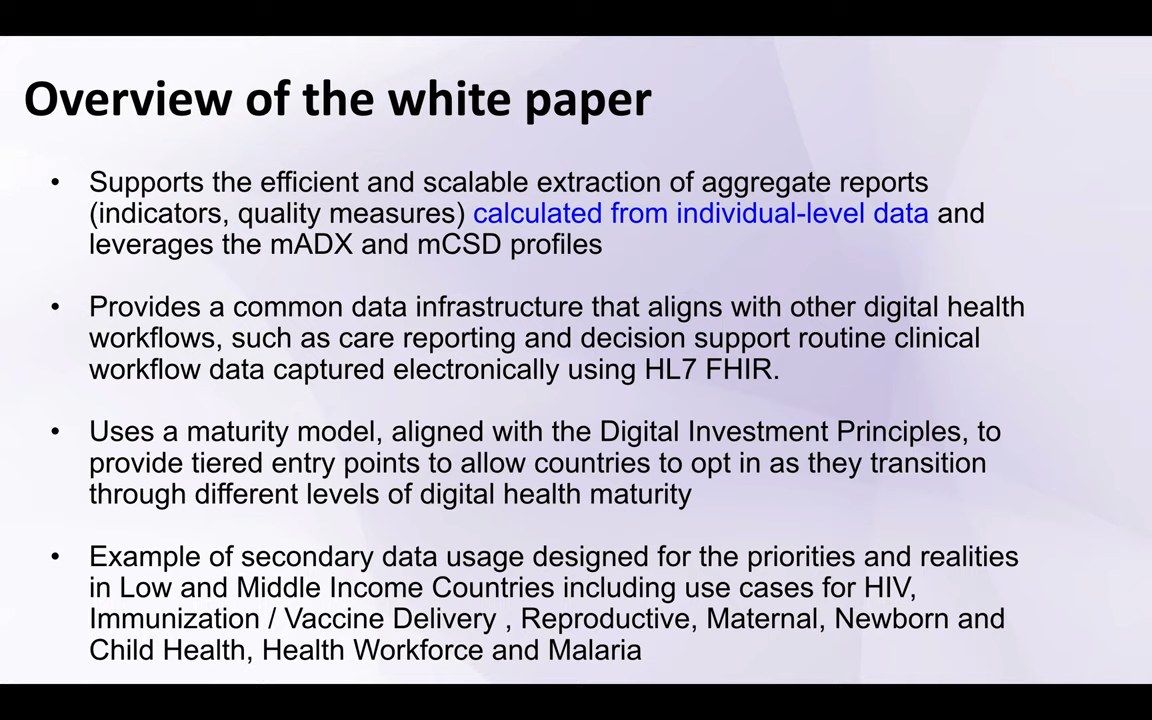 Overview of the white paper
• Supports the efficient and scalable extraction of aggregate reports
(indicators, quality measures) calculated from individual-level data and
leverages the mADX and mCSD profiles
• Provides a common data infrastructure that aligns with other digital health
workflows, such as care reporting and decision support routine clinical
workflow data captured electronically using HL7 FHIR.
• Uses a maturity model, aligned with the Digital Investment Principles, to
provide tiered entry points to allow countries to opt in as they transition
through different levels of digital health maturity
• Example of secondary data usage designed for the priorities and realities
in Low and Middle Income Countries including use cases for HIV,
Immunization / Vaccine Delivery , Reproductive, Maternal, Newborn and
Child Health, Health Workforce and Malaria